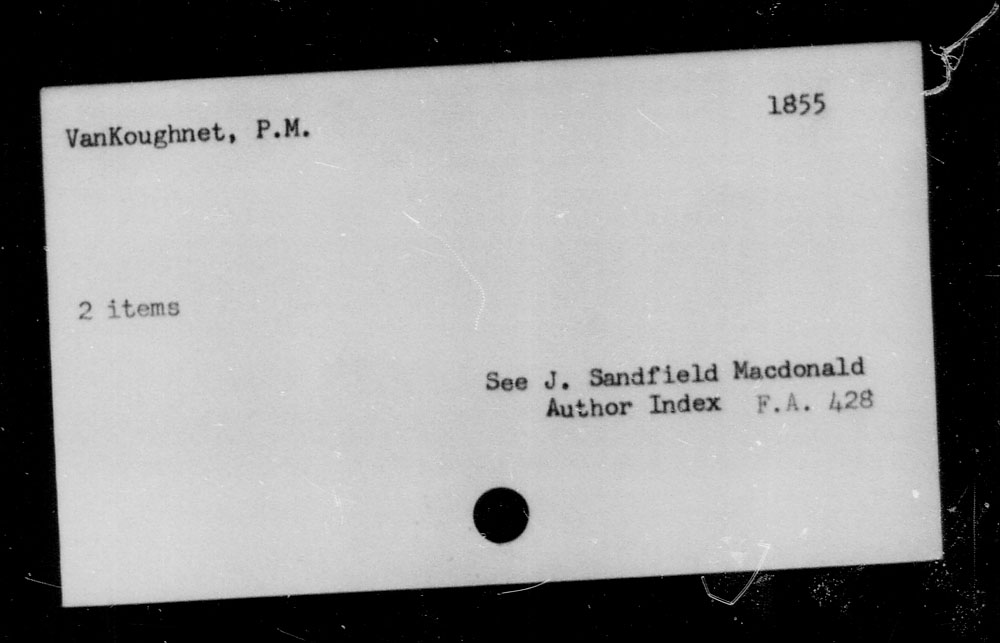 VanKoughnet, P.M.
1855
2 items
See J. Sandfield Macdonald
Author Index F.A. 428